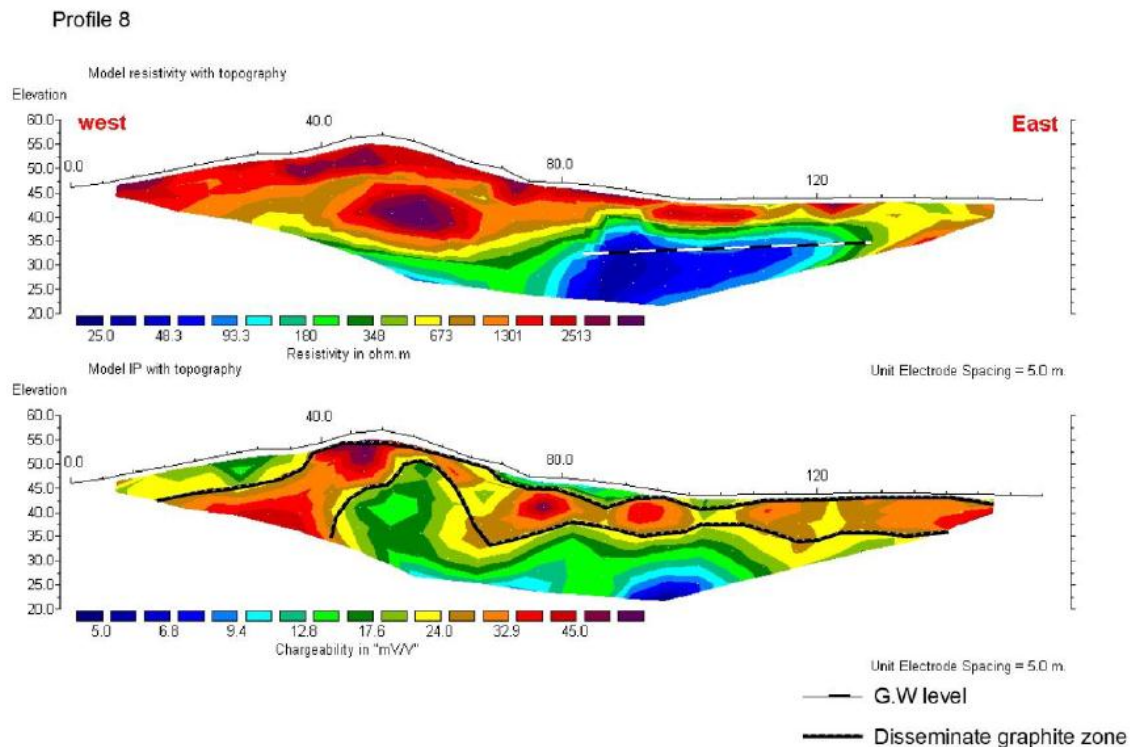 Profile 8
Model resistivity with topography
Elevation
60.0 west 40.0 East
55.0
50.0 0.0 80.0
45.0 120
40.0
35.0
30.0
25.0
20.0
25.0 48.3 93.3 180 348 673 1301 2513
Resistivity in ohm.m
Model IP with topography Unit Electrode Spacing = 5.0 m.
Elevation
60.0 40.0
55.0
50.0 0.0 80.0
45.0 120
40.0
35.0
30.0
25.0
20.0
5.0 6.8 9.4 12.8 17.6 24.0 32.9 45.0
Chargeability in "mV/V"
Unit Electrode Spacing = 5.0 m.
G.W level
Disseminate graphite zone